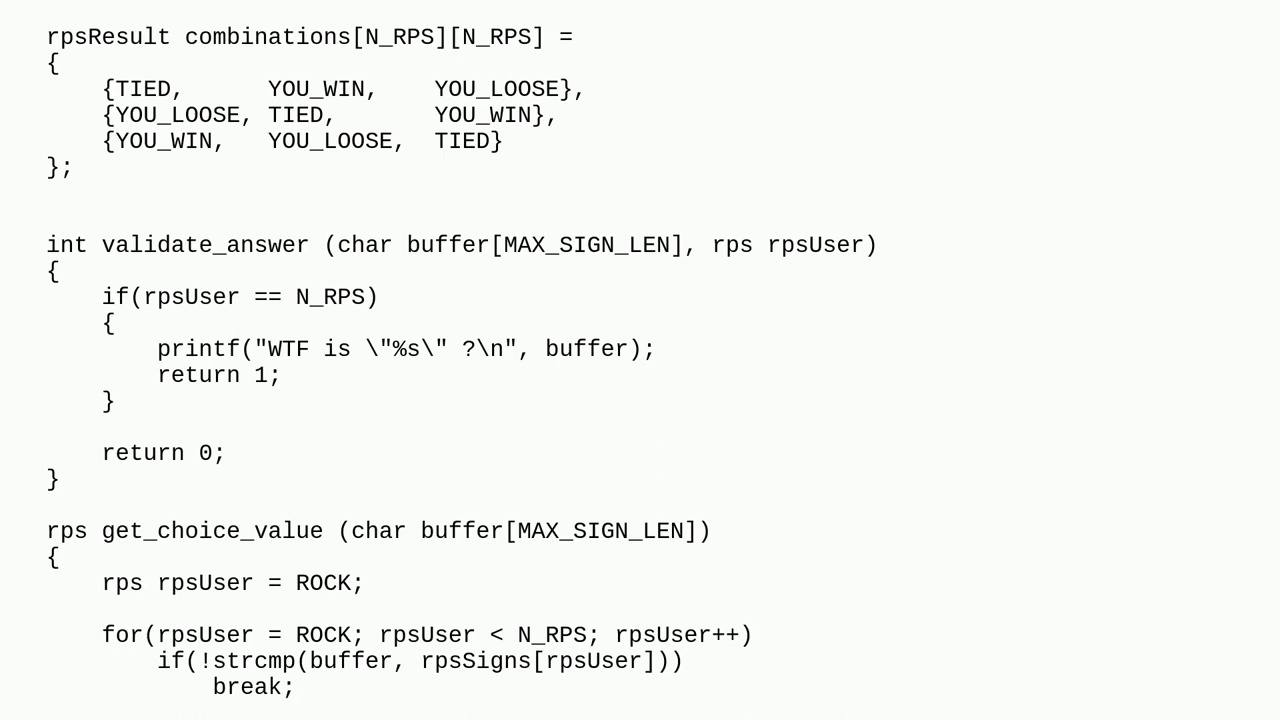 rpsResult combinations[N_RPS][N_RPS] =
{
    {TIED,      YOU_WIN,    YOU_LOOSE},
    {YOU_LOOSE, TIED,       YOU_WIN},
    {YOU_WIN,   YOU_LOOSE,  TIED}
};
int validate_answer (char buffer[MAX_SIGN_LEN], rps rpsUser)
{
    if(rpsUser == N_RPS)
    {
        printf("WTF is \"%s\" ?\n", buffer);
        return 1;
    }
    return 0;
}
rps get_choice_value (char buffer[MAX_SIGN_LEN])
{
    rps rpsUser = ROCK;
    for(rpsUser = ROCK; rpsUser < N_RPS; rpsUser++)
        if(!strcmp(buffer, rpsSigns[rpsUser]))
            break;